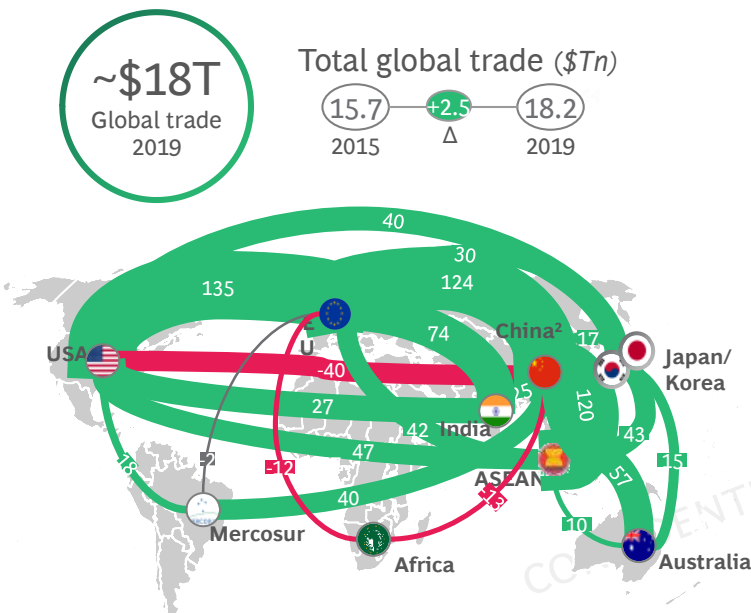 ~$18T
Global trade
2019
Total global trade ($Tn)
15.7
+2.5
18.2
2015
Δ
2019
40
30
135
124
E
U
74
China²
17
USA
Japan/
Korea
-40
25
120
27
India
42
43
47
ASEAN
18
-2
-12
57
15
40
-13
10
Mercosur
Africa
Australia